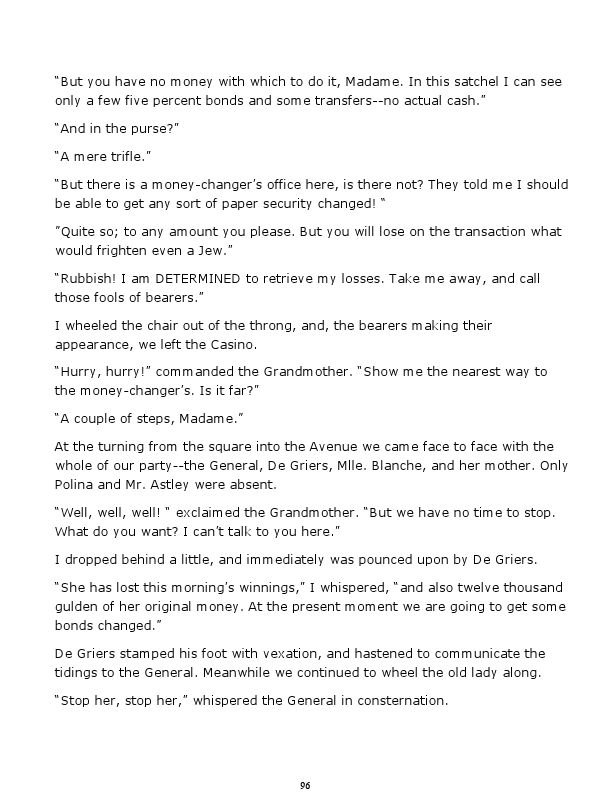 “But you have no money with which to do it, Madame. In this satchel I can see
only a few five percent bonds and some transfers--no actual cash.”
“And in the purse?”
“A mere trifle.”
“But there is a money-changer’s office here, is there not? They told me I should
be able to get any sort of paper security changed! “
”Quite so; to any amount you please. But you will lose on the transaction what
would frighten even a Jew.”
“Rubbish! I am DETERMINED to retrieve my losses. Take me away, and call
those fools of bearers.”
I wheeled the chair out of the throng, and, the bearers making their
appearance, we left the Casino.
“Hurry, hurry!” commanded the Grandmother. “Show me the nearest way to
the money-changer’s. Is it far?”
“A couple of steps, Madame.”
At the turning from the square into the Avenue we came face to face with the
whole of our party--the General, De Griers, Mlle. Blanche, and her mother. Only
Polina and Mr. Astley were absent.
“Well, well, well! “ exclaimed the Grandmother. “But we have no time to stop.
What do you want? I can’t talk to you here.”
I dropped behind a little, and immediately was pounced upon by De Griers.
“She has lost this morning’s winnings,” I whispered, “and also twelve thousand
gulden of her original money. At the present moment we are going to get some
bonds changed.”
De Griers stamped his foot with vexation, and hastened to communicate the
tidings to the General. Meanwhile we continued to wheel the old lady along.
“Stop her, stop her,” whispered the General in consternation.
96